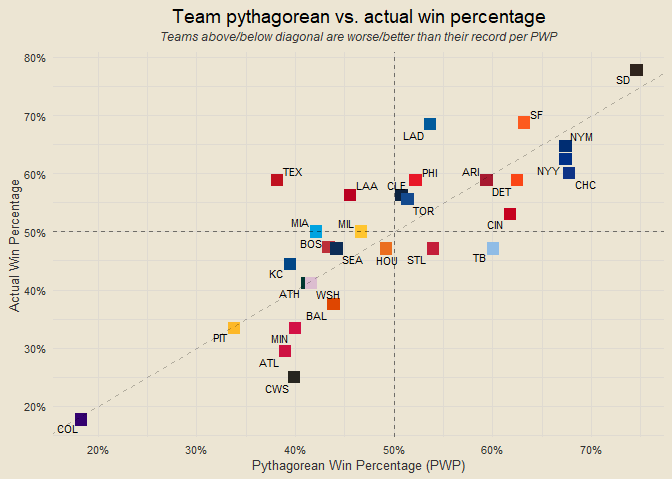 Team pythagorean vs. actual win percentage
Teams above/below diagonal are worse/better than their record per PWP
80%
SD
70%
SF
LAD
NYM
NYY
CHC
60%
TEX
LAA
CLE
PHI
TOR
ARI
DET
CIN
50%
MIA
MIL
BOS
SEA
HOU
STL
TB
KC
40%
ATH
WSH
BAL
PIT
MIN
30%
ATL
CWS
20%
COL
20%
30%
40%
50%
60%
70%
Actual Win Percentage
Pythagorean Win Percentage (PWP)